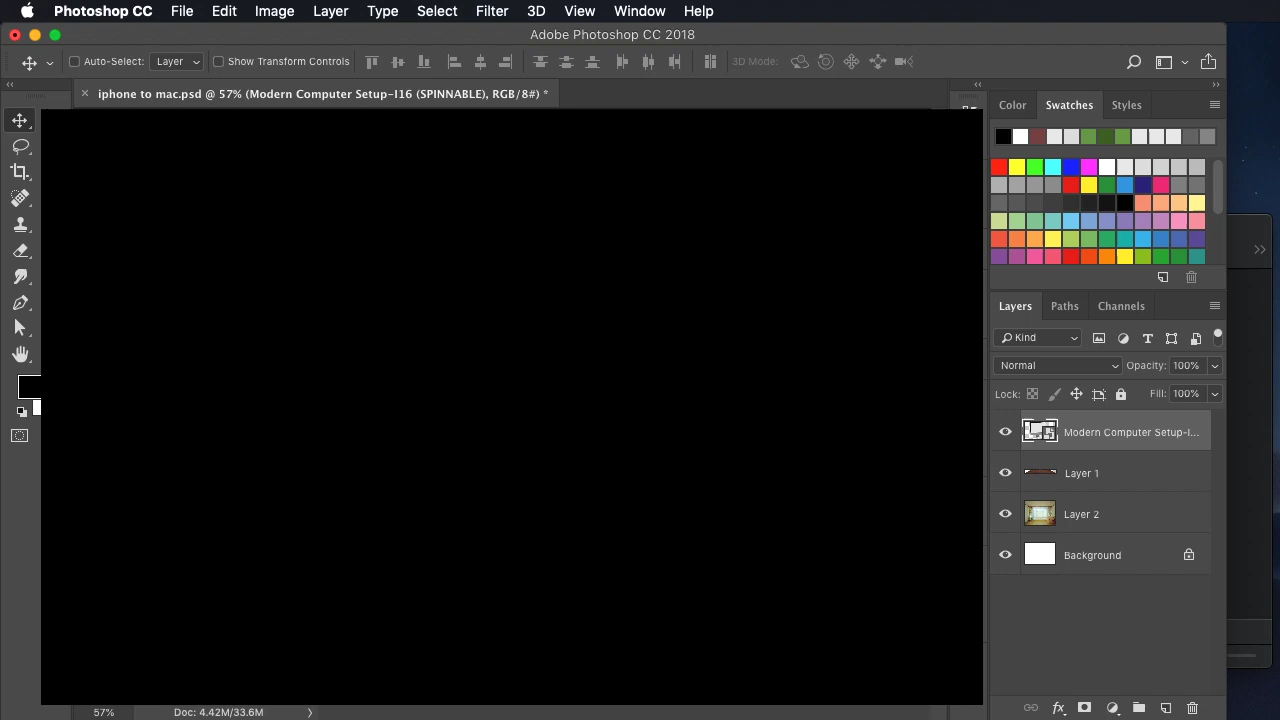 Photoshop CC File Edit Image Layer Type Select Filter 3D View Window Help
Adobe Photoshop CC 2018
Auto-Select: Layer Show Transform Controls 3D Mode:
iphone to mac.psd @ 57% (Modern Computer Setup-I16 (SPINNABLE), RGB/8#) *
Color Swatches Styles
Layers Paths Channels
Kind
Normal Opacity: 100%
Lock: Fill: 100%
Modern Computer Setup-I...
Layer 1
Layer 2
Background
57% Doc: 4.42M/33.6M